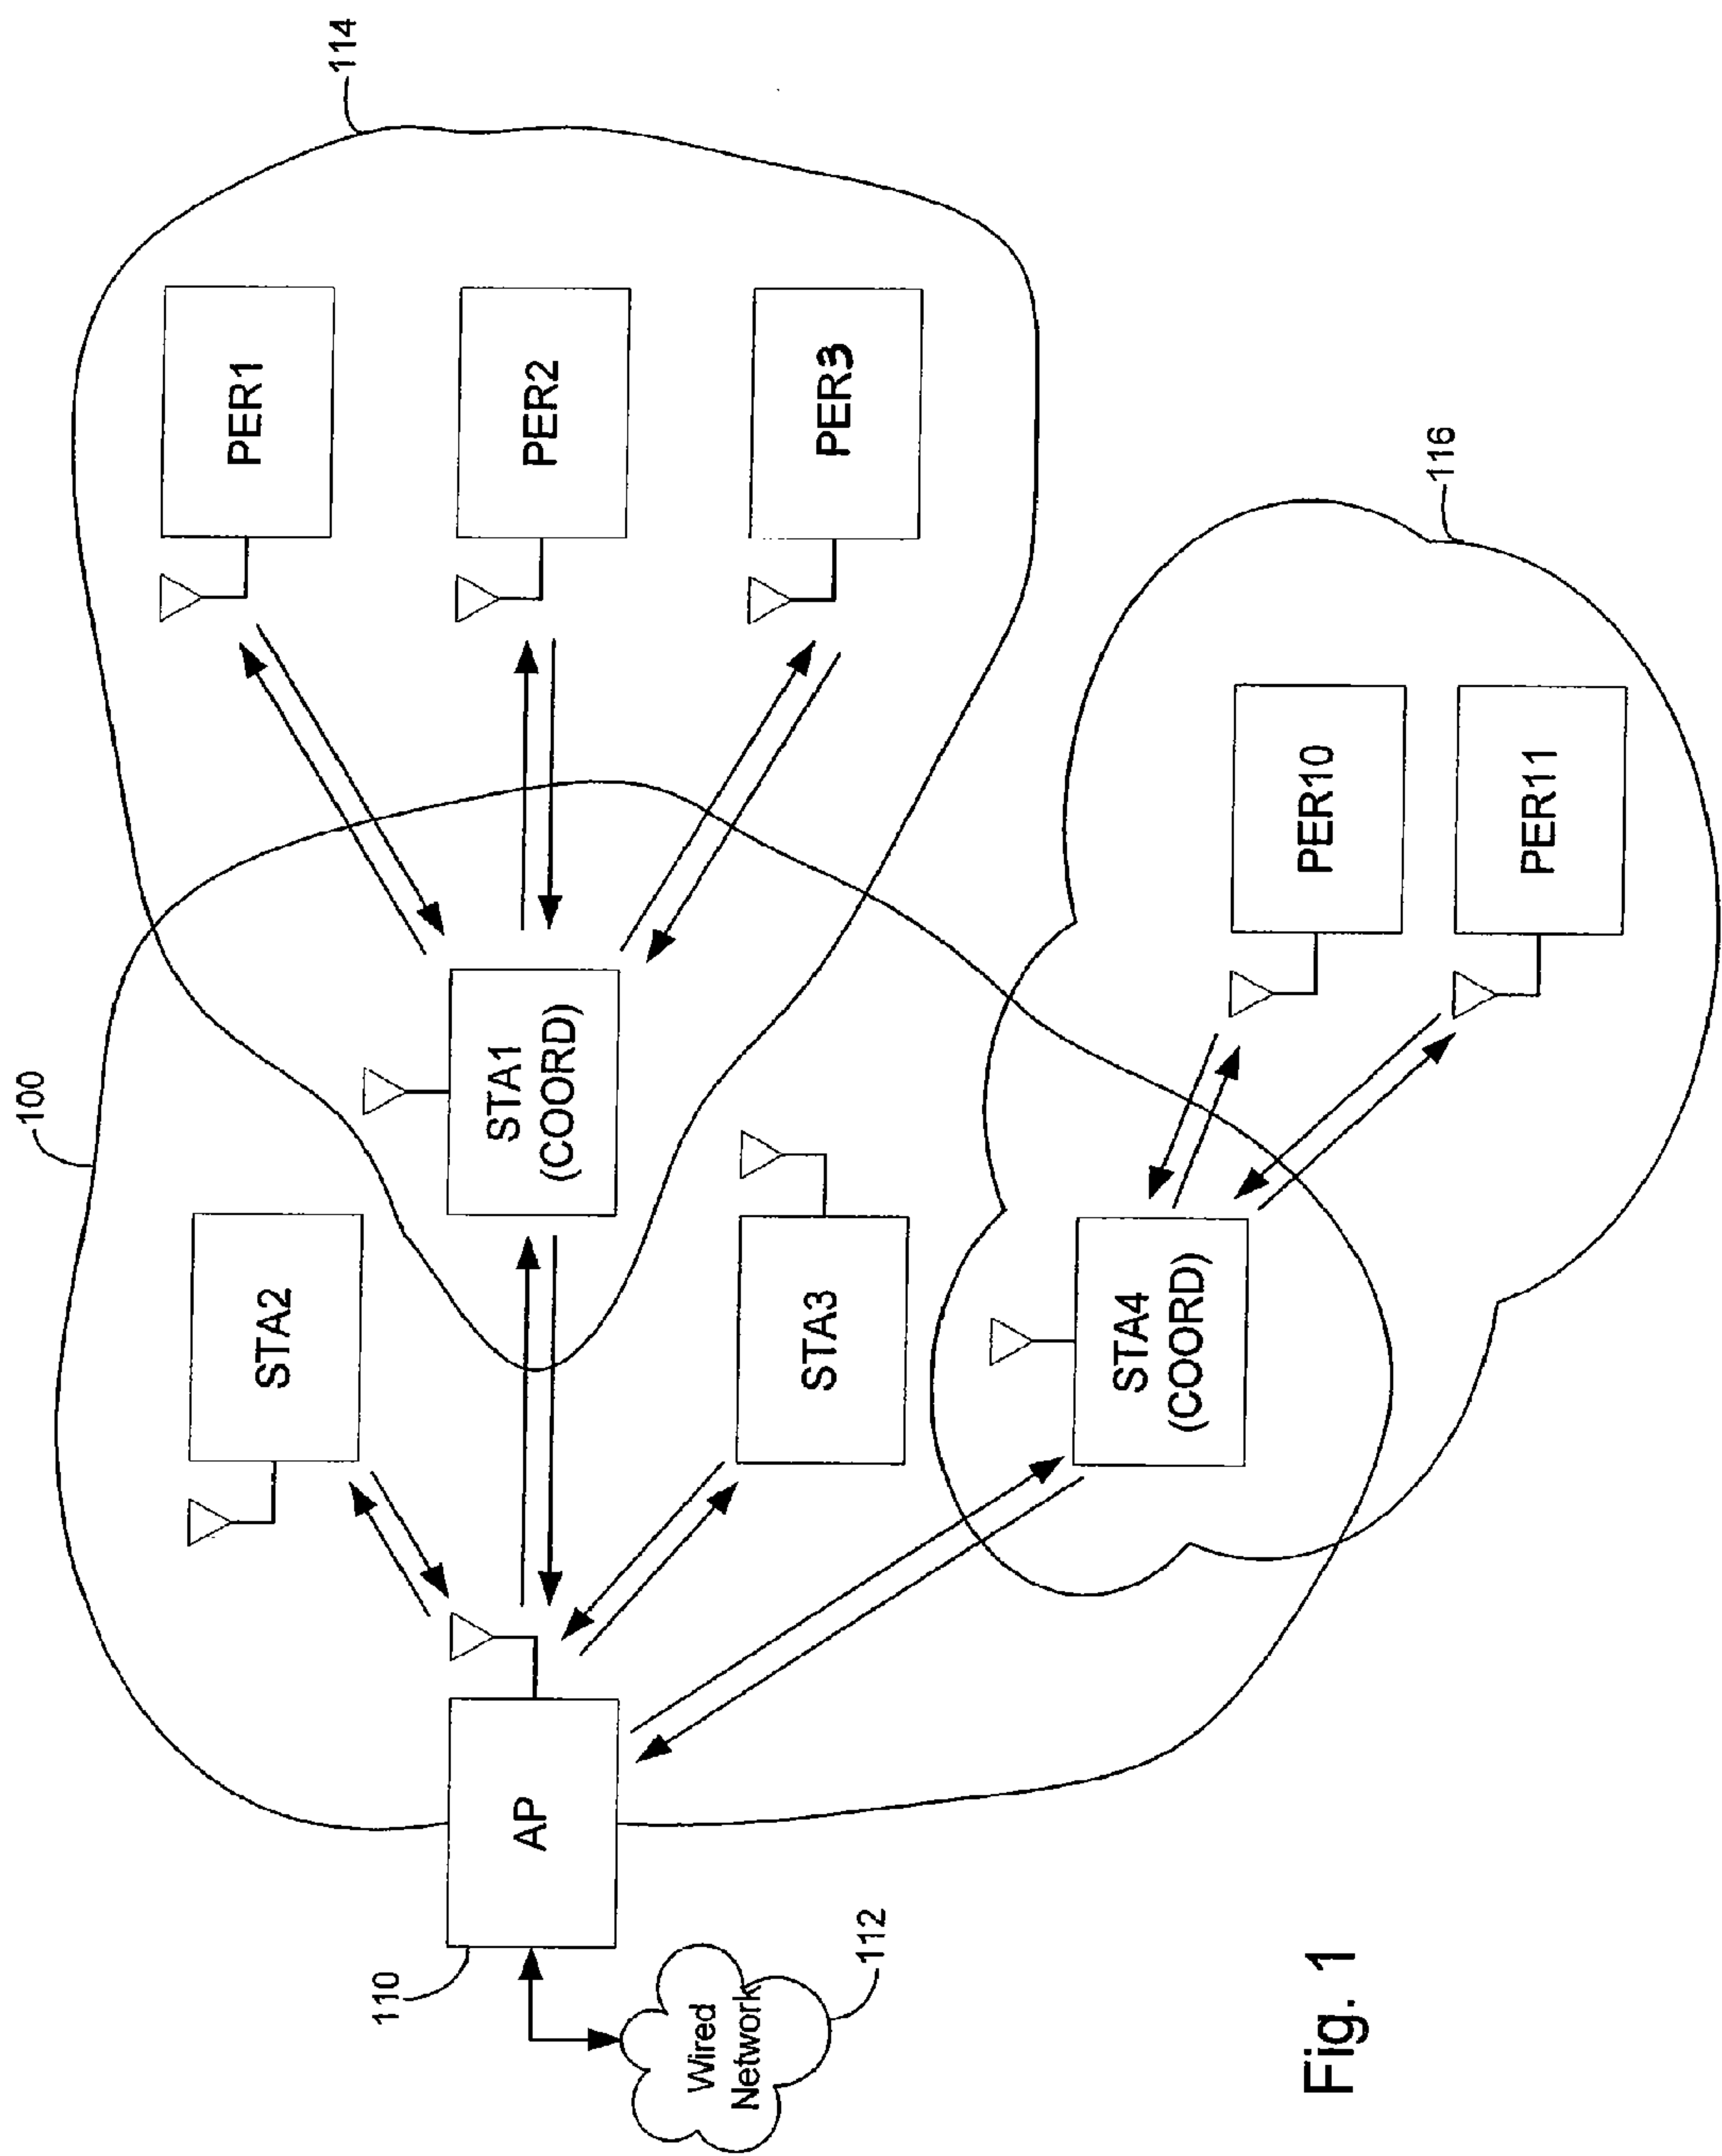 100
114
PER1
STA2
110
STA1
(COORD)
AP
PER2
Wired
Network
STA3
PER3
112
STA4
(COORD)
PER10
116
PER11
Fig. 1